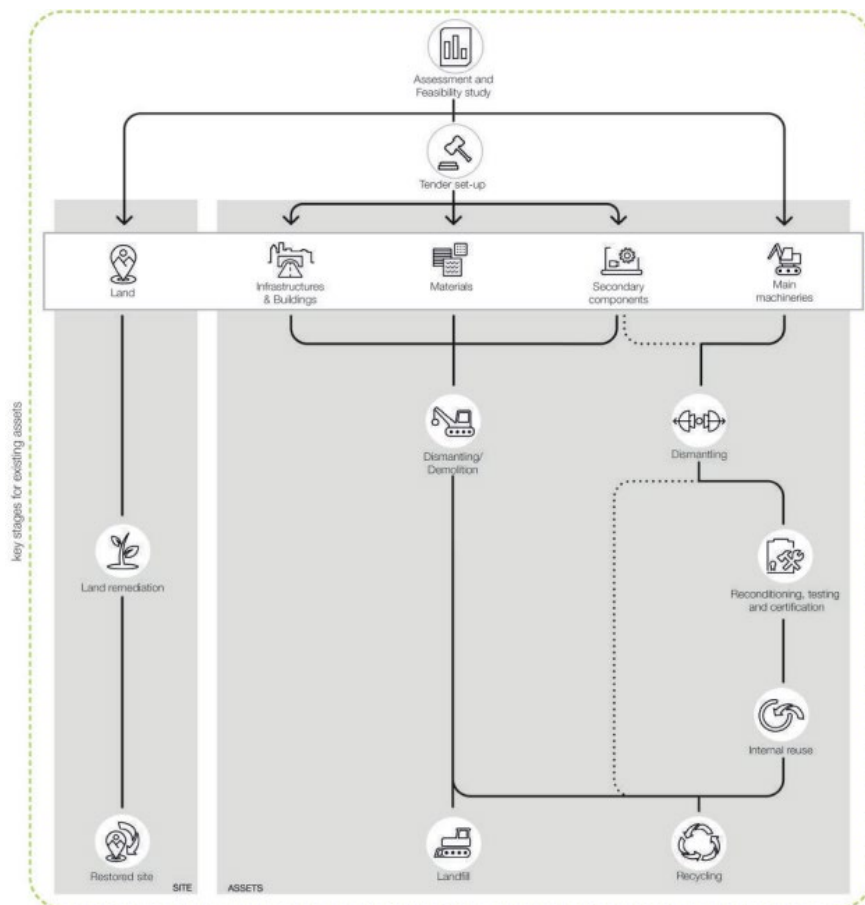 Assessment and
Feasibility study
Tender set-up
Land
Infrastructures
& Buildings
Materials
Secondary
components
Main
machineries
key stages for existing assets
Dismantling/
Demolition
Dismantling
Land remediation
Reconditioning, testing
and certification
Internal reuse
Restored site
SITE
ASSETS
Landfill
Recycling